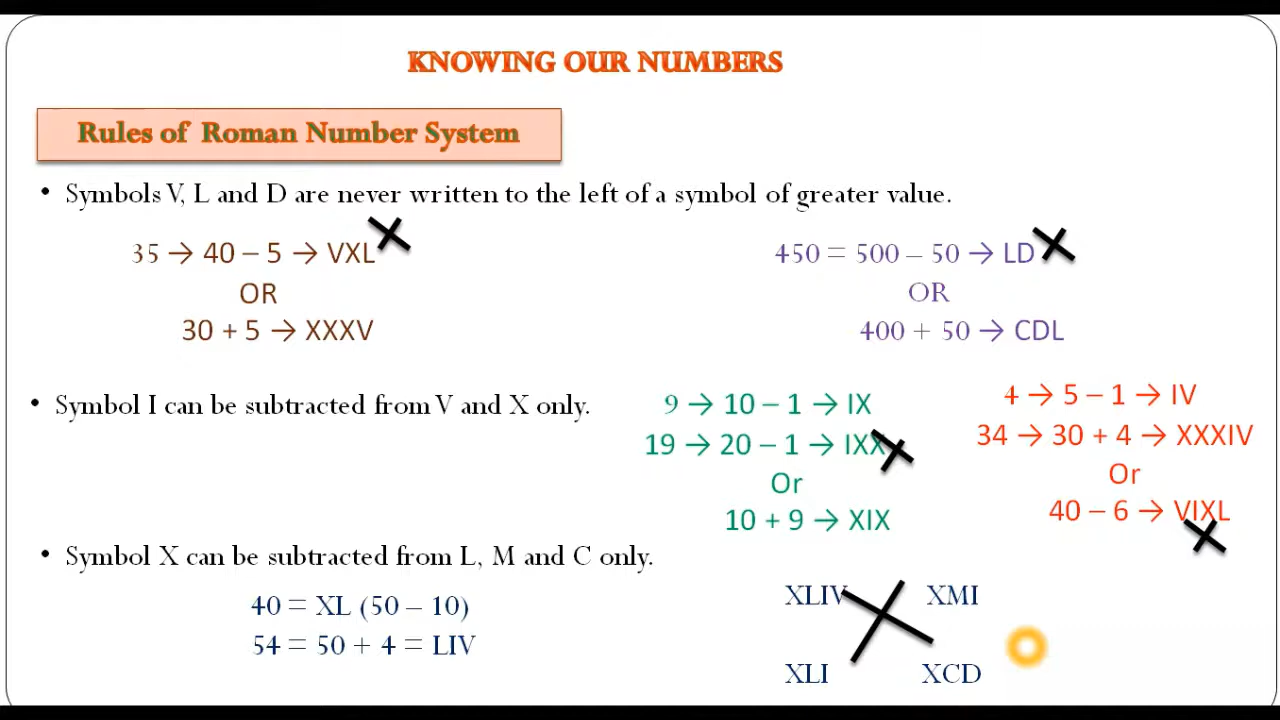 KNOWING OUR NUMBERS
Rules of Roman Number System
• Symbols V, L and D are never written to the left of a symbol of greater value.
35 → 40 – 5 → VXL
OR
30 + 5 → XXXV
450 = 500 – 50 → LD
OR
400 + 50 → CDL
• Symbol I can be subtracted from V and X only.
9 → 10 – 1 → IX
19 → 20 – 1 → IXX
Or
10 + 9 → XIX
4 → 5 – 1 → IV
34 → 30 + 4 → XXXIV
Or
40 – 6 → VIXL
• Symbol X can be subtracted from L, M and C only.
40 = XL (50 – 10)
54 = 50 + 4 = LIV
XLIV XMI
XLI XCD